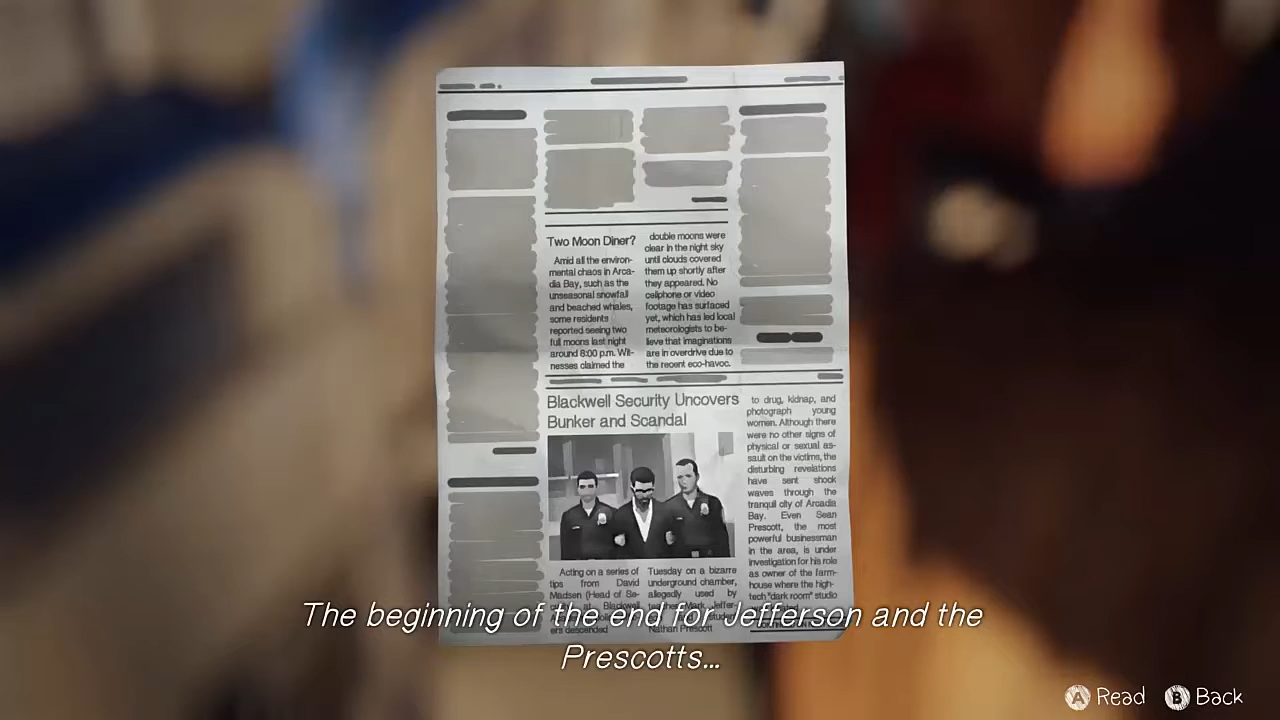 Two Moon Diner?
Amid all the environ-
mental chaos in Arca-
dia Bay, such as the
unseasonal snowfall
and beached whales,
some residents
reported seeing two
full moons last night
around 8:00 p.m. Wit-
nesses claimed the
double moons were
clear in the night sky
until clouds covered
them up shortly after
they appeared. No
cellphone or video
footage has surfaced
yet, which has led local
meteorologists to be-
lieve that imaginations
are in overdrive due to
the recent eco-havoc.
Blackwell Security Uncovers
Bunker and Scandal
Acting on a series of
tips from David
Madsen (Head of Se-
at Blackwell
ers descended
Tuesday on a bizarre
underground chamber,
allegedly used by
Mark Jeffer-
Nathan Prescott
to drug, kidnap, and
photograph young
women. Although there
were no other signs of
physical or sexual as-
sault on the victims, the
disturbing revelations
have sent shock
waves through the
tranquil city of Arcadia
Bay. Even Sean
Prescott, the most
powerful businessman
in the area, is under
investigation for his role
as owner of the farm-
house where the high-
tech "dark room" studio
The beginning of the end for Jefferson and the
Prescotts...
A Read B Back